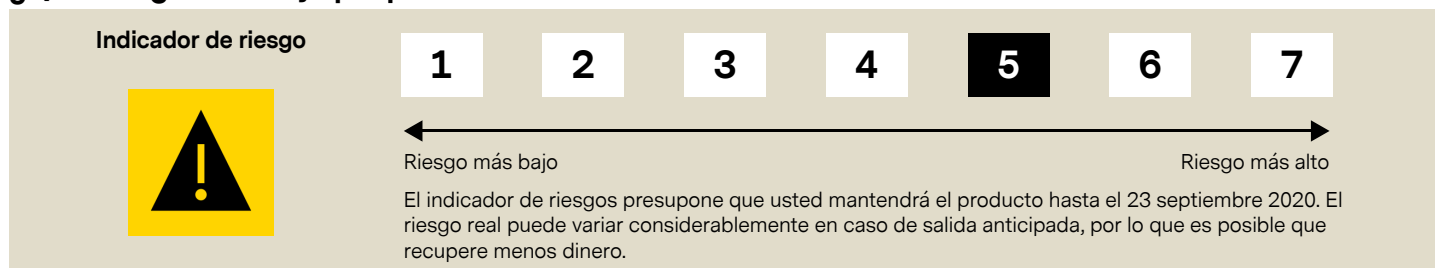 Indicador de riesgo
1 2 3 4 5 6 7
Riesgo más bajo Riesgo más alto
El indicador de riesgos presupone que usted mantendrá el producto hasta el 23 septiembre 2020. El
riesgo real puede variar considerablemente en caso de salida anticipada, por lo que es posible que
recupere menos dinero.